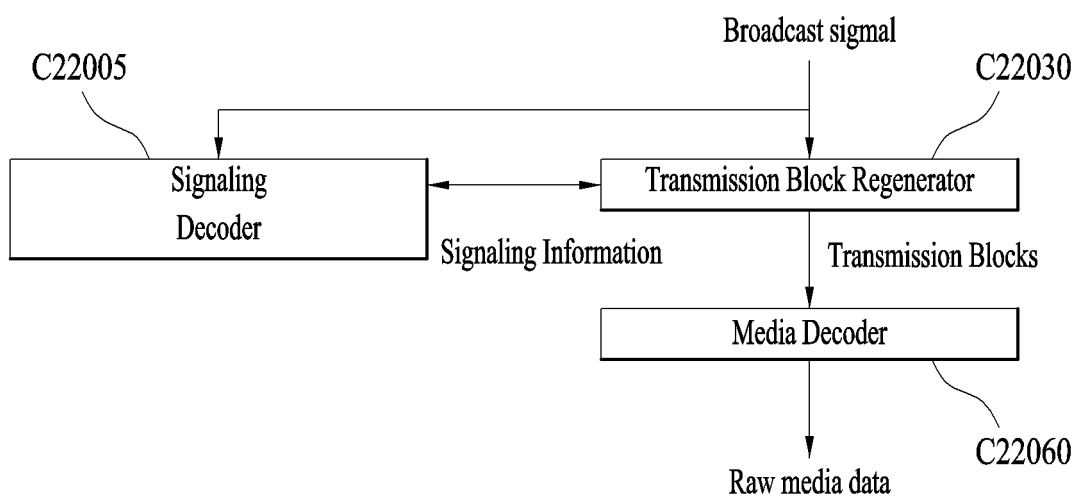 Broadcast sigmal
C22005
C22030
Signaling
Decoder
Transmission Block Regenerator
Signaling Information
Transmission Blocks
Media Decoder
C22060
Raw media data